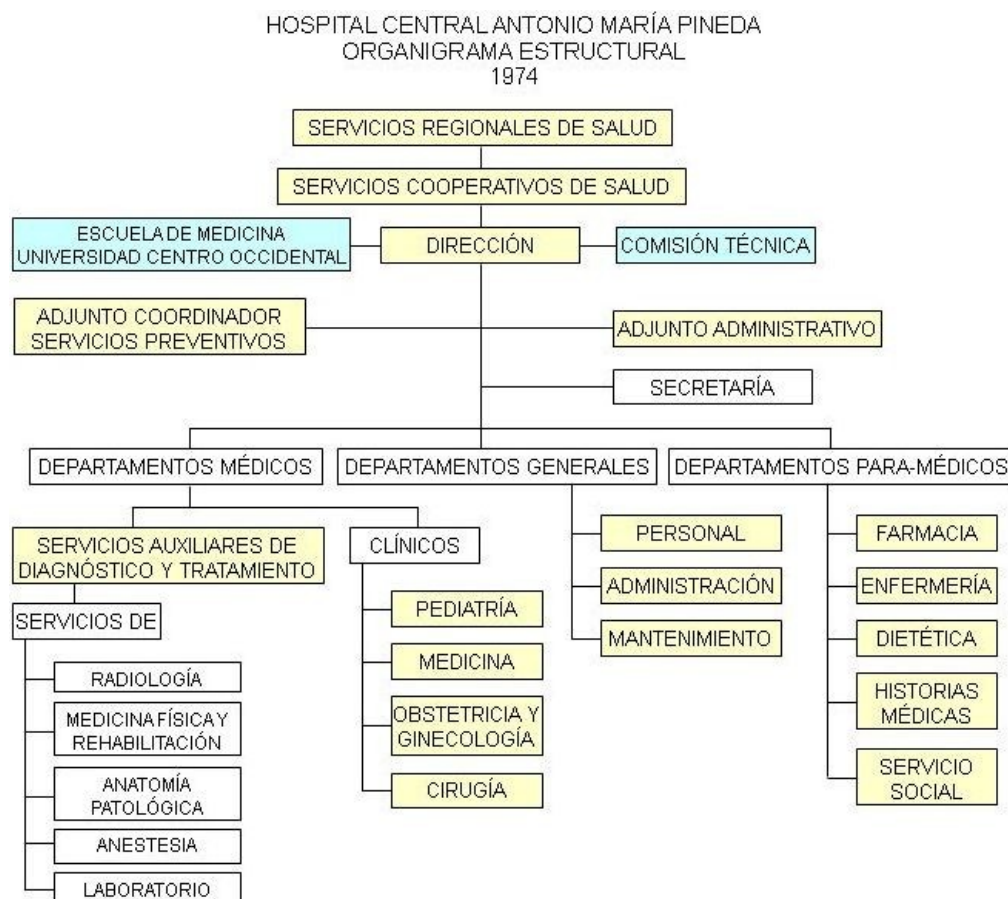 HOSPITAL CENTRAL ANTONIO MARÍA PINEDA
ORGANIGRAMA ESTRUCTURAL
1974
SERVICIOS REGIONALES DE SALUD
SERVICIOS COOPERATIVOS DE SALUD
ESCUELA DE MEDICINA
UNIVERSIDAD CENTRO OCCIDENTAL
DIRECCIÓN
COMISIÓN TÉCNICA
ADJUNTO COORDINADOR
SERVICIOS PREVENTIVOS
ADJUNTO ADMINISTRATIVO
SECRETARÍA
DEPARTAMENTOS MÉDICOS
DEPARTAMENTOS GENERALES
DEPARTAMENTOS PARA-MÉDICOS
SERVICIOS AUXILIARES DE
DIAGNÓSTICO Y TRATAMIENTO
SERVICIOS DE
RADIOLOGÍA
MEDICINA FÍSICA Y
REHABILITACIÓN
ANATOMÍA
PATOLÓGICA
ANESTESIA
LABORATORIO
CLÍNICOS
PEDIATRÍA
MEDICINA
OBSTETRICIA Y
GINECOLOGÍA
CIRUGÍA
PERSONAL
ADMINISTRACIÓN
MANTENIMIENTO
FARMACIA
ENFERMERÍA
DIETÉTICA
HISTORIAS
MÉDICAS
SERVICIO
SOCIAL